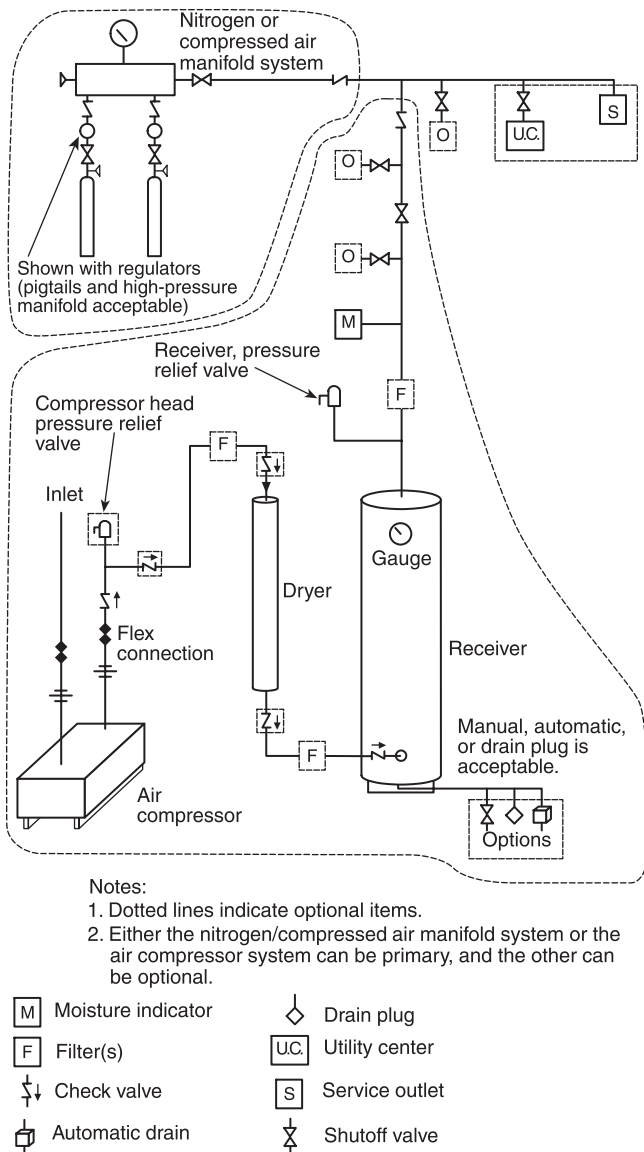 Nitrogen or
compressed air
manifold system
O
U.C.
S
O
O
Shown with regulators
(pigtails and high-pressure
manifold acceptable)
M
Receiver, pressure
relief valve
F
Compressor head
pressure relief
valve
F
Inlet
Gauge
Dryer
Flex
connection
Receiver
Manual, automatic,
or drain plug is
acceptable.
F
Air
compressor
Options
Notes:
1. Dotted lines indicate optional items.
2. Either the nitrogen/compressed air manifold system or the
air compressor system can be primary, and the other can
be optional.
M Moisture indicator
F Filter(s)
Check valve
Automatic drain
Drain plug
U.C. Utility center
S Service outlet
Shutoff valve